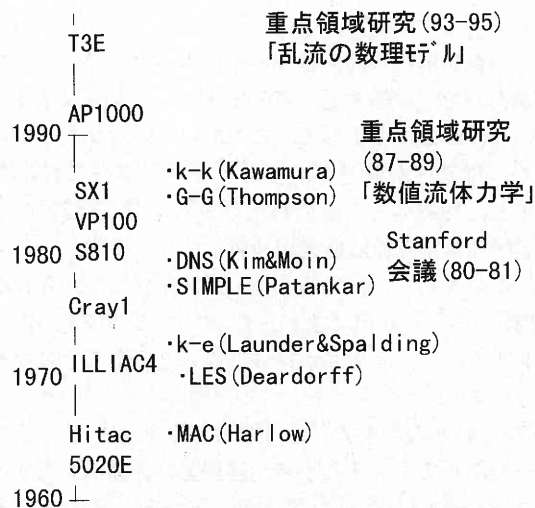 重点領域研究(93-95)
T3E
「乱流の数理ﾓﾃﾞﾙ」
AP1000
1990
重点領域研究
(87-89)
・k-k(Kawamura)
SX1
・G-G(Thompson)
「数値流体力学」
VP100
Stanford
1980
S810
・DNS(Kim&Moin)
会議(80-81)
・SIMPLE(Patankar)
Cray1
・k-e(Launder&Spalding)
1970
ILLIAC4
・LES(Deardorff)
Hitac
・MAC(Harlow)
5020E
1960